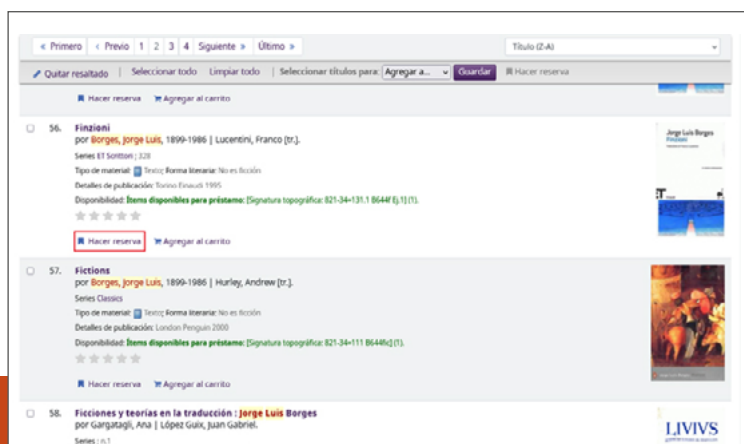 « Primero ‹ Previo 1 2 3 4 Siguiente » Último » Título (Z-A)
Quitar resaltado | Seleccionar todo Limpiar todo | Seleccionar títulos para: Agregar a... Guardar Hacer reserva
Hacer reserva Agregar al carrito
56. Finzioni
por Borges, Jorge Luis, 1899-1986 | Lucentini, Franco [tr.].
Series ET Scrittori ; 328
Tipo de material: Texto; Forma literaria: No es ficción
Detalles de publicación: Torino Einaudi 1995
Disponibilidad: Ítems disponibles para préstamo: [Signatura topográfica: 821-34=131.1 B644f Ej.1] (1).
Hacer reserva Agregar al carrito
Jorge Luis Borges
Finzioni
ET
57. Fictions
por Borges, Jorge Luis, 1899-1986 | Hurley, Andrew [tr.].
Series Classics
Tipo de material: Texto; Forma literaria: No es ficción
Detalles de publicación: London Penguin 2000
Disponibilidad: Ítems disponibles para préstamo: [Signatura topográfica: 821-34=111 B644fic] (1).
Hacer reserva Agregar al carrito
58. Ficciones y teorías en la traducción : Jorge Luis Borges
por Gargatagli, Ana | López Guix, Juan Gabriel.
Series ; n.1
LIVIVS